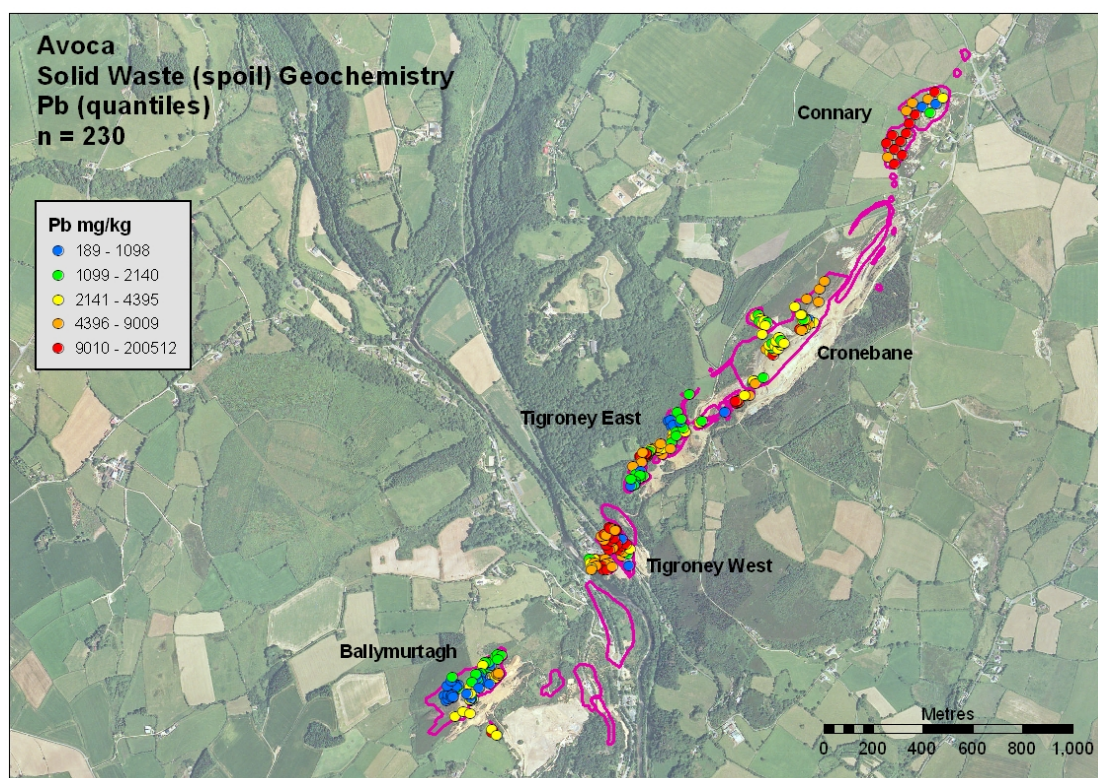 Avoca
Solid Waste (spoil) Geochemistry
Pb (quantiles)
n = 230
Connary
Pb mg/kg
189 - 1098
1099 - 2140
2141 - 4395
4396 - 9009
9010 - 200512
Cronebane
Tigroney East
Tigroney West
Ballymurtagh
Metres
0 200 400 600 800 1,000